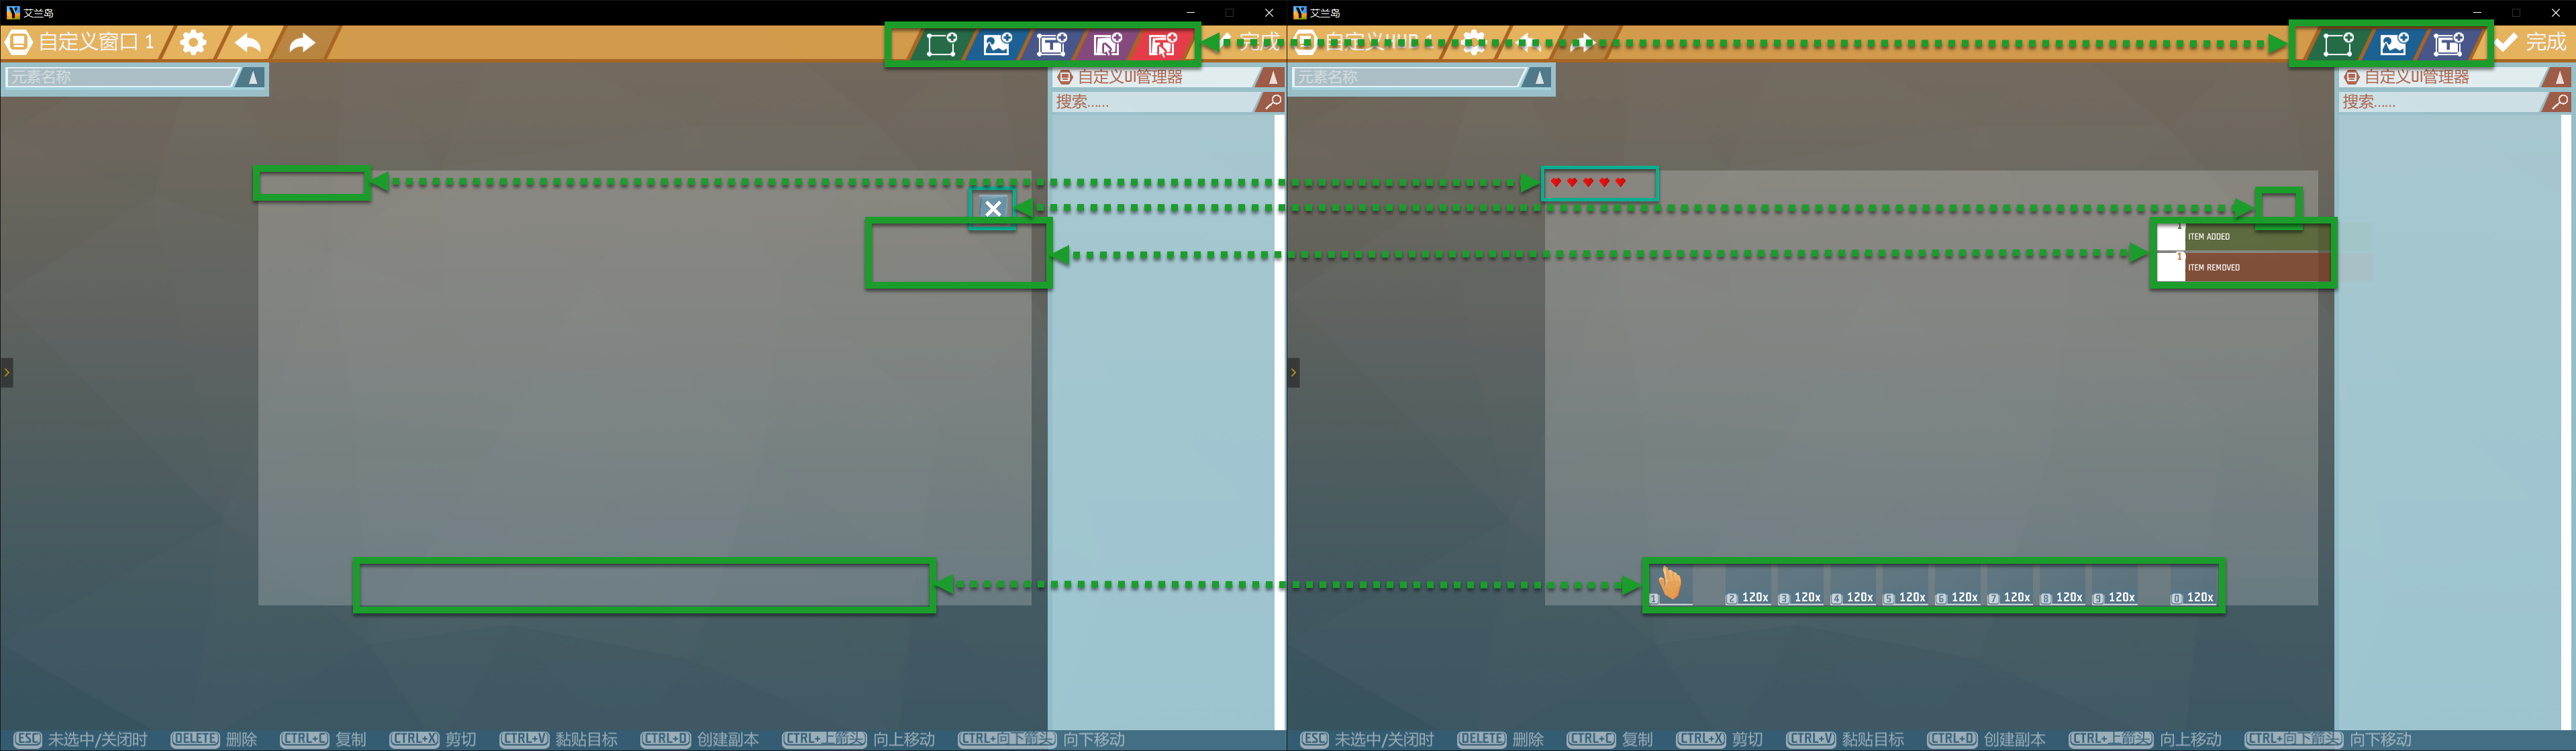 艾兰岛
自定义窗口 1
完成
元素名称
自定义UI管理器
搜索......
ESC 未选中/关闭时 DELETE 删除 CTRL+C 复制 CTRL+X 剪切 CTRL+V 黏贴目标 CTRL+D 创建副本 CTRL+上箭头 向上移动 CTRL+向下箭头 向下移动
艾兰岛
自定义HUD 1
完成
元素名称
自定义UI管理器
搜索......
1 ITEM ADDED
1 ITEM REMOVED
1 2 120x 3 120x 4 120x 5 120x 6 120x 7 120x 8 120x 9 120x 0 120x
ESC 未选中/关闭时 DELETE 删除 CTRL+C 复制 CTRL+X 剪切 CTRL+V 黏贴目标 CTRL+D 创建副本 CTRL+上箭头 向上移动 CTRL+向下箭头 向下移动